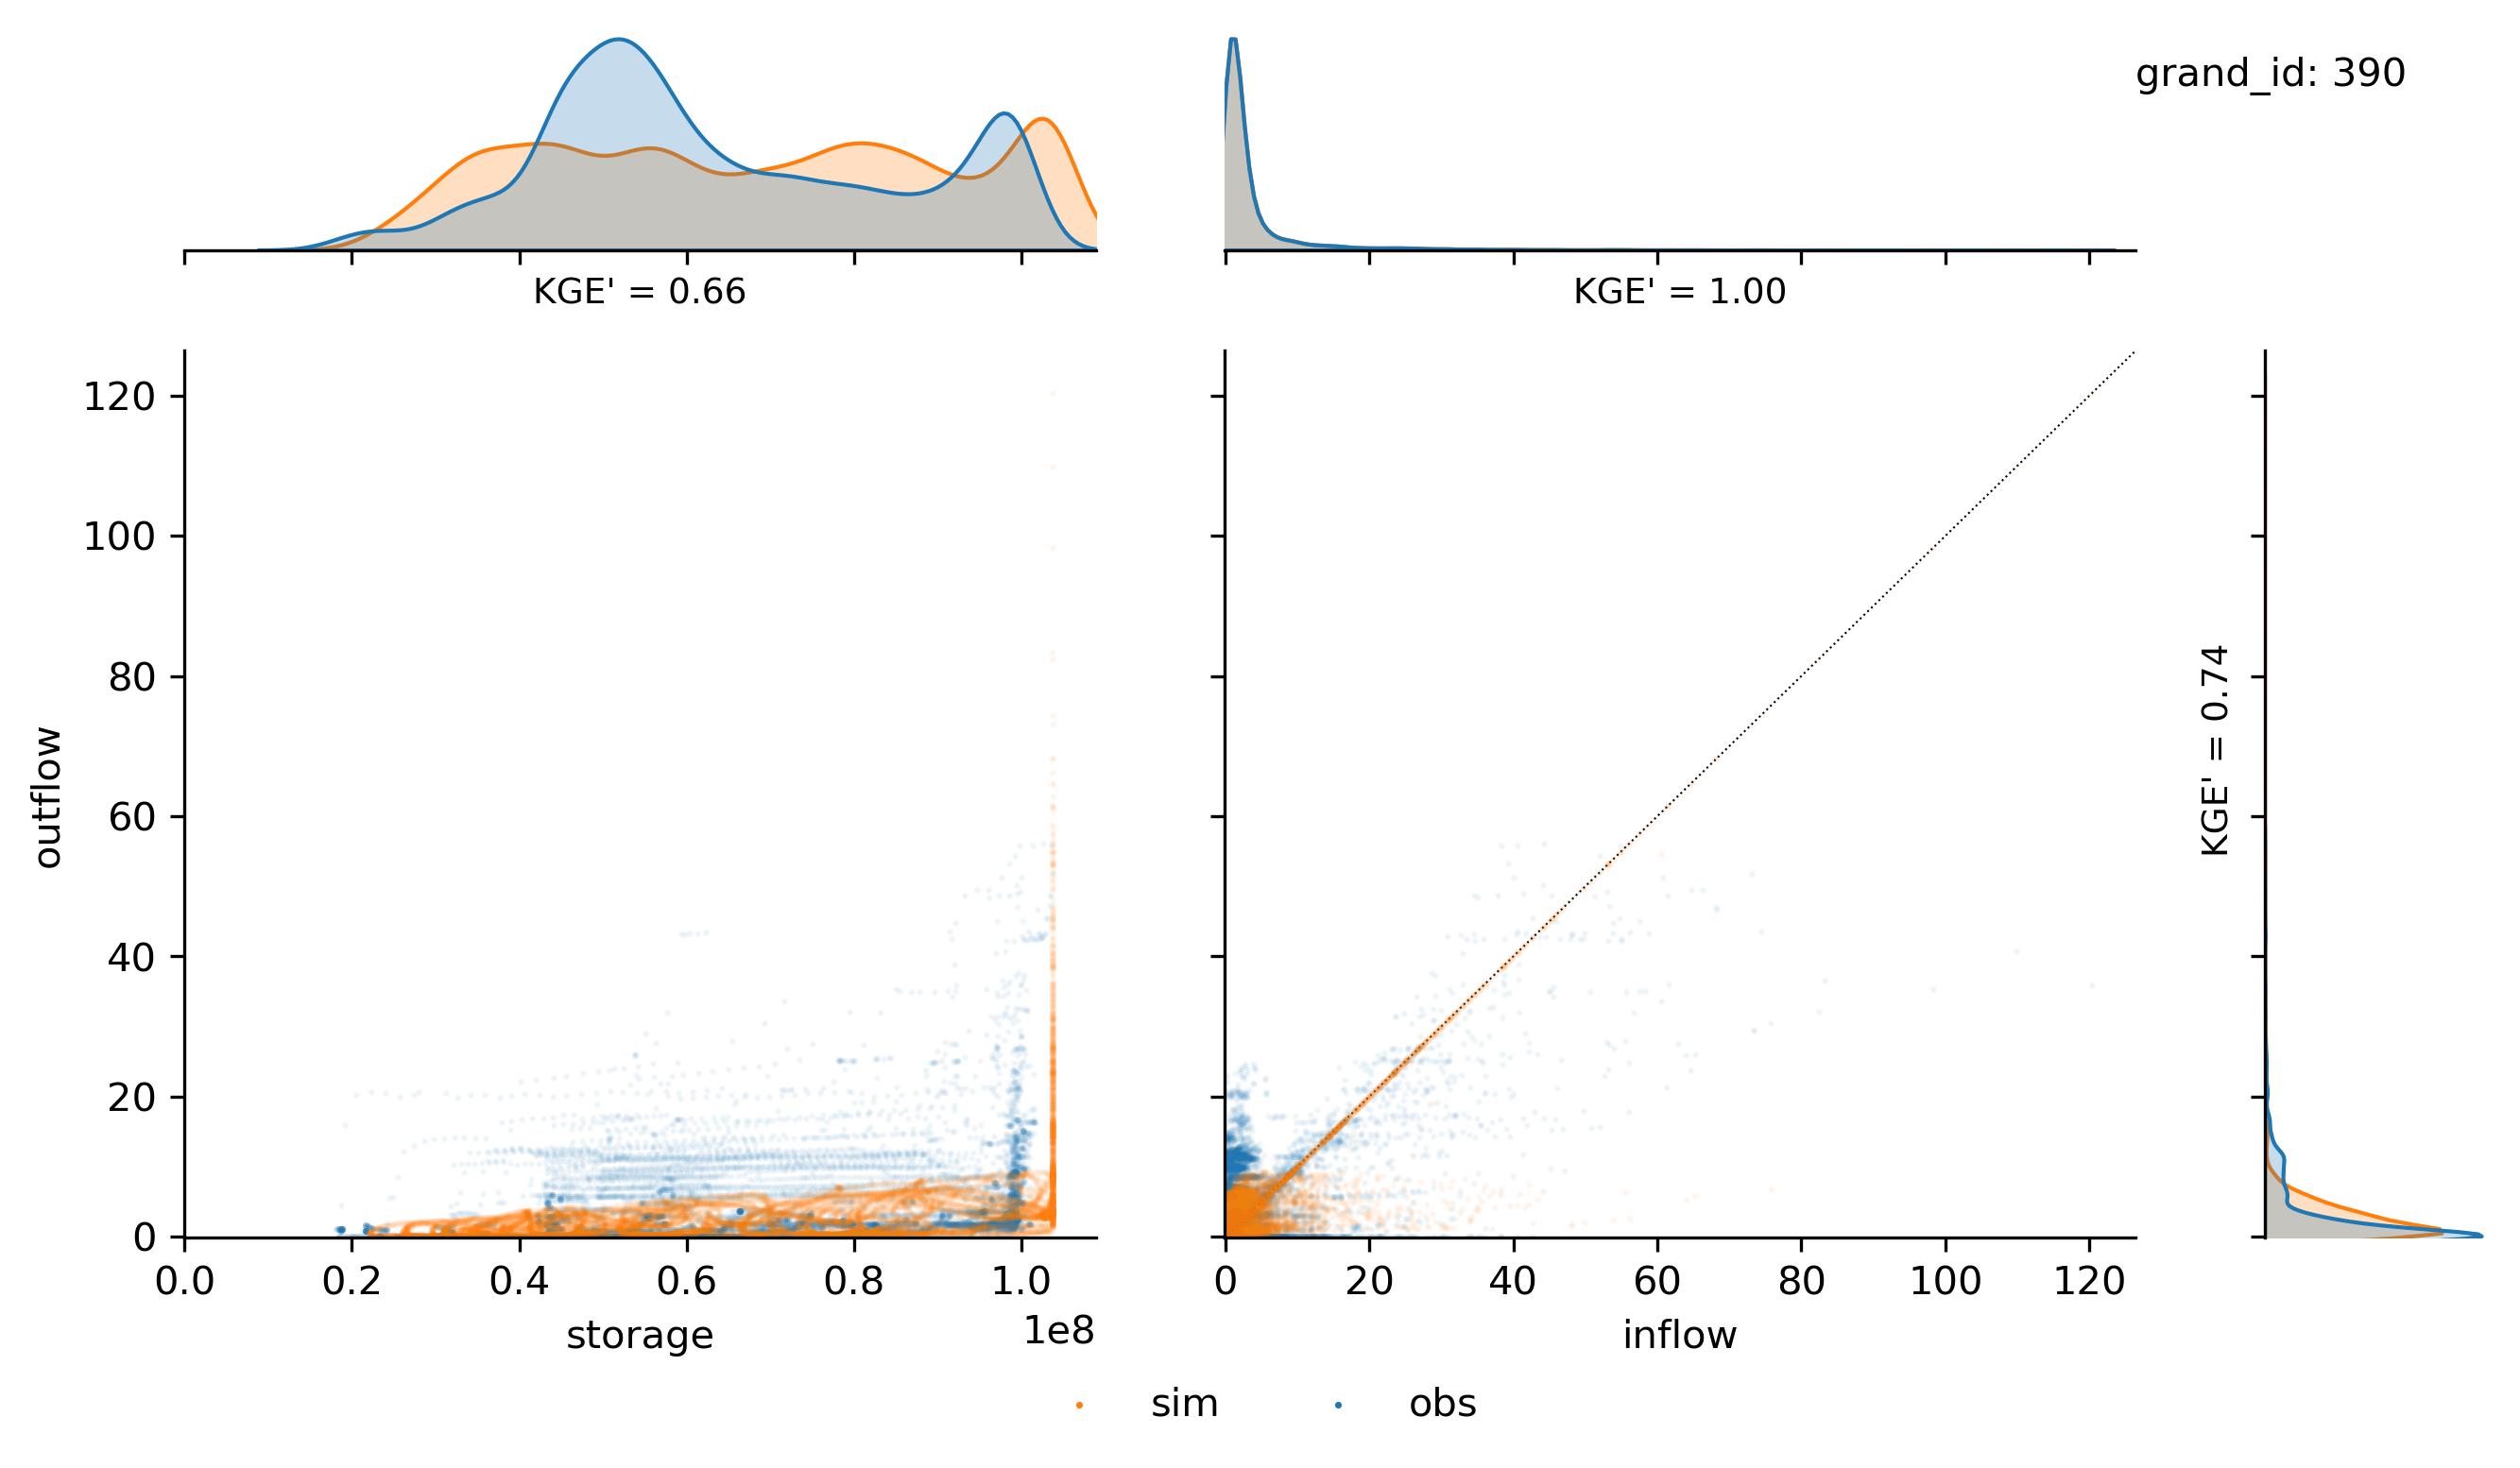 grand_id: 390
KGE' = 0.66
KGE' = 1.00
outflow
120
100
80
60
40
20
0
KGE' = 0.74
0.0 0.2 0.4 0.6 0.8 1.0
storage
1e8
0 20 40 60 80 100 120
inflow
sim obs